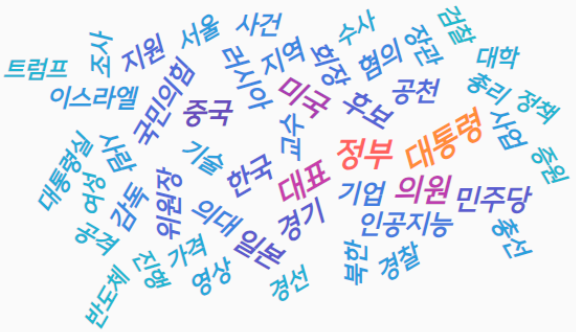 트럼프
조사
지원
서울
사건
수사
검찰
러시아
지역
회장
혐의
장관
대학
이스라엘
국민의힘
중국
미국
후보
공천
총리
정책
대통령실
사람
기술
교수
정부
대통령
사업
증원
여성
감독
위원장
한국
대표
기업
의원
민주당
공격
의대
경기
인공지능
총선
반도체
진행
가격
영상
일본
경선
북한
경찰